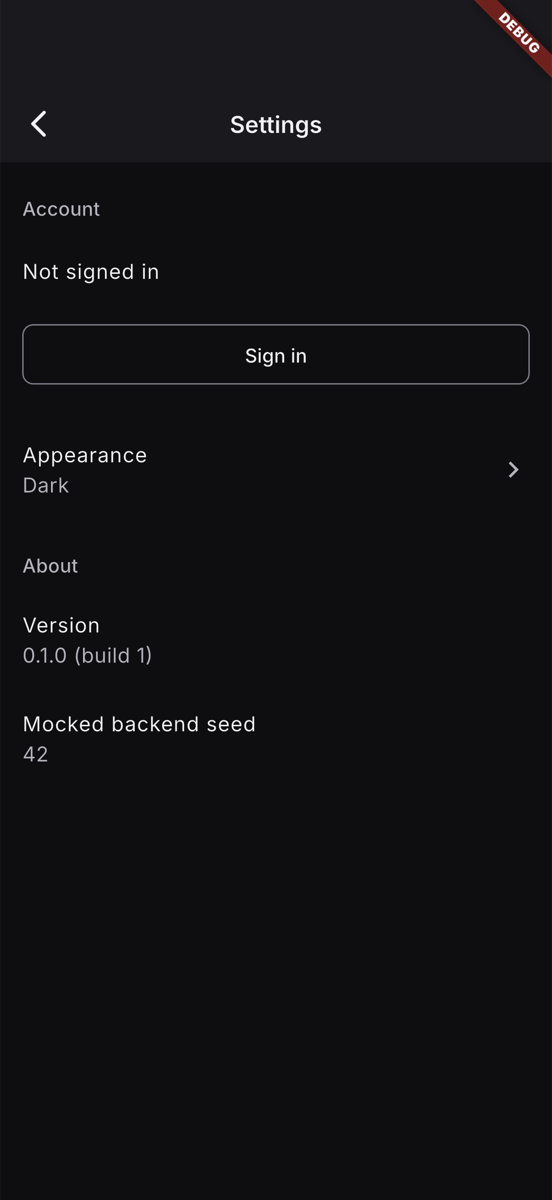 DEBUG
Settings
Account
Not signed in
Sign in
Appearance
Dark
About
Version
0.1.0 (build 1)
Mocked backend seed
42